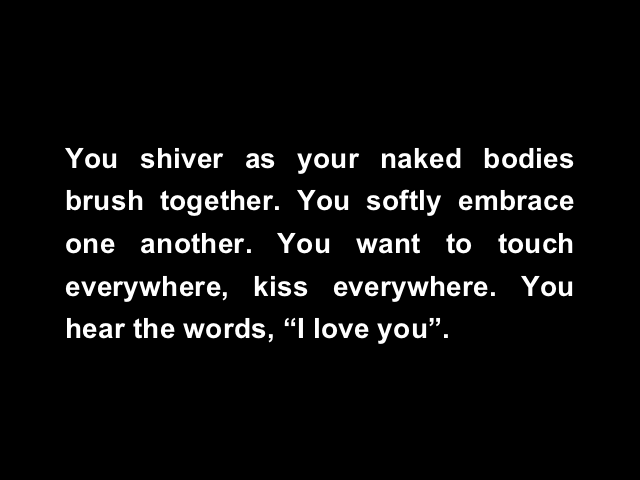 You shiver as your naked bodies
brush together. You softly embrace
one another. You want to touch
everywhere, kiss everywhere. You
hear the words, “I love you”.